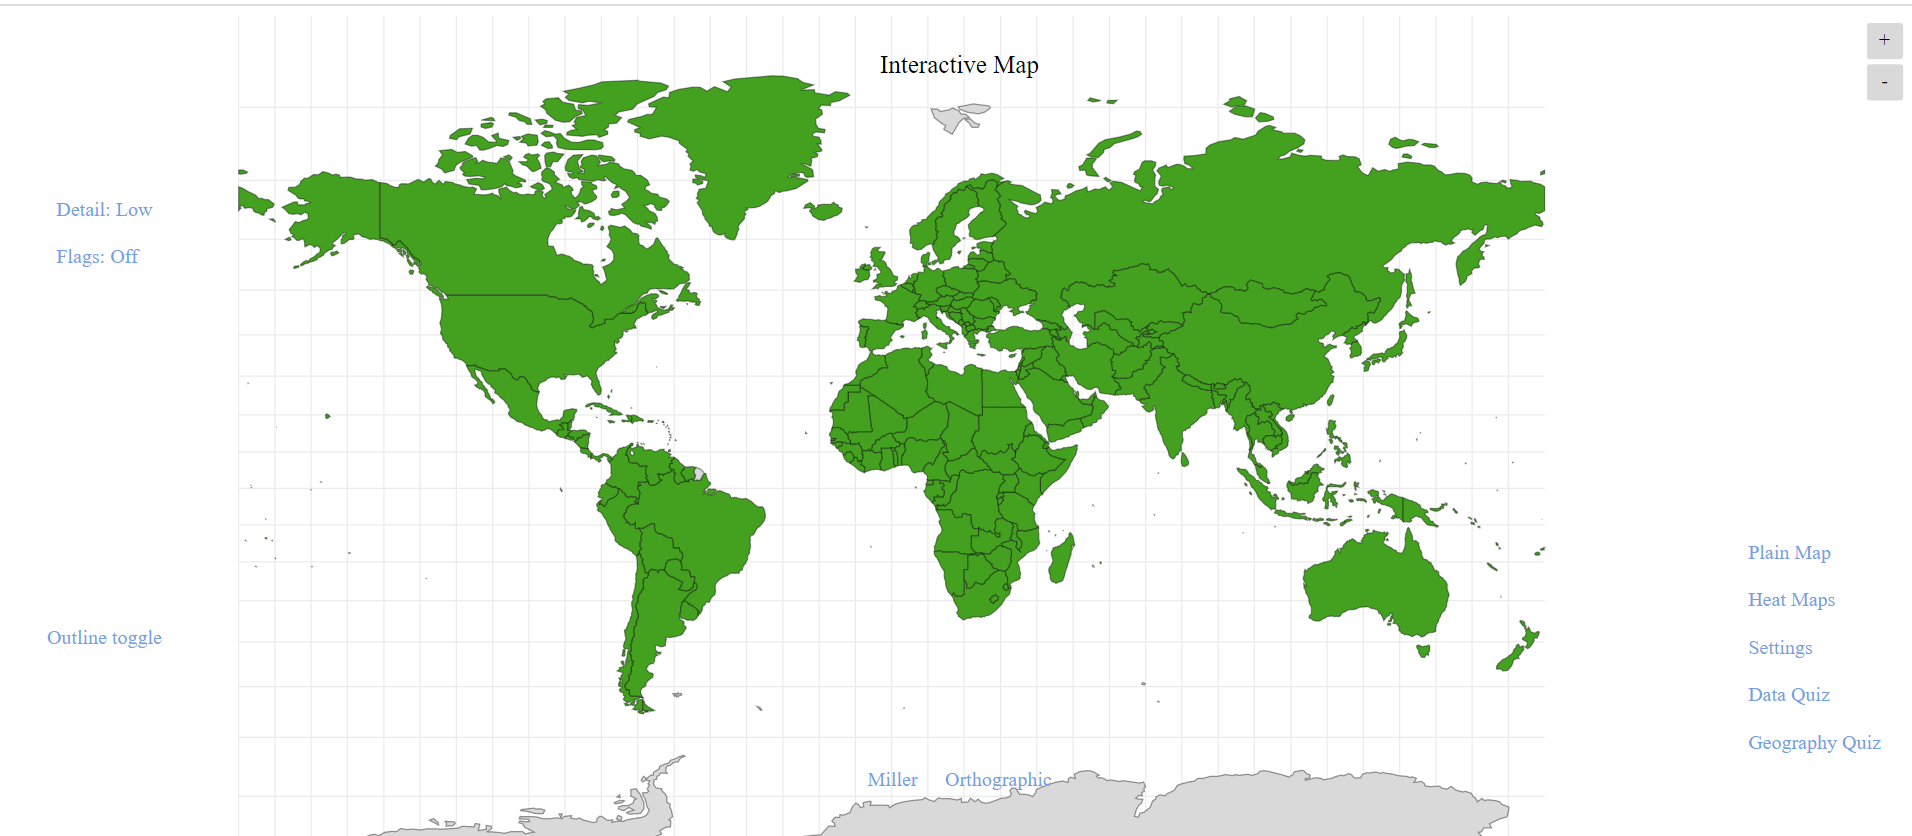 Interactive Map
+
-
Detail: Low
Flags: Off
Outline toggle
Plain Map
Heat Maps
Settings
Data Quiz
Geography Quiz
Miller Orthographic